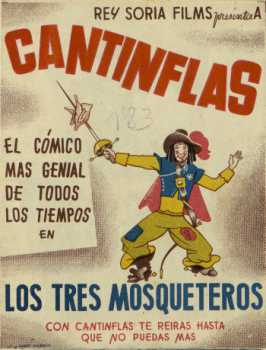 REY SORIA FILMS presenta A
CANTINFLAS
1983
EL CÓMICO
MAS GENIAL
DE TODOS
LOS TIEMPOS
EN
LOS TRES MOSQUETEROS
CON CANTINFLAS TE REIRAS HASTA
QUE NO PUEDAS MAS